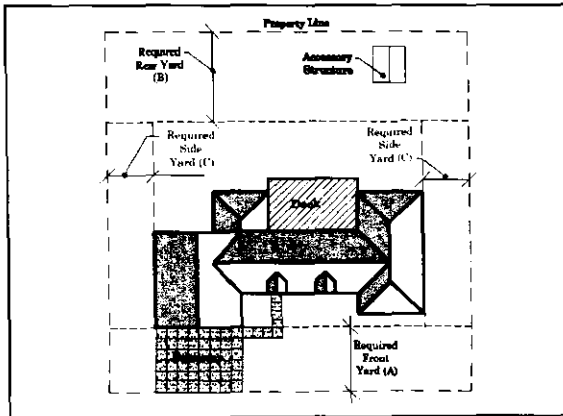 Property Line
Required
Rear Yard
(B)
Accessory
Structure
Required
Side
Yard (C)
Required
Side
Yard (C)
Deck
Required
Front
Yard (A)